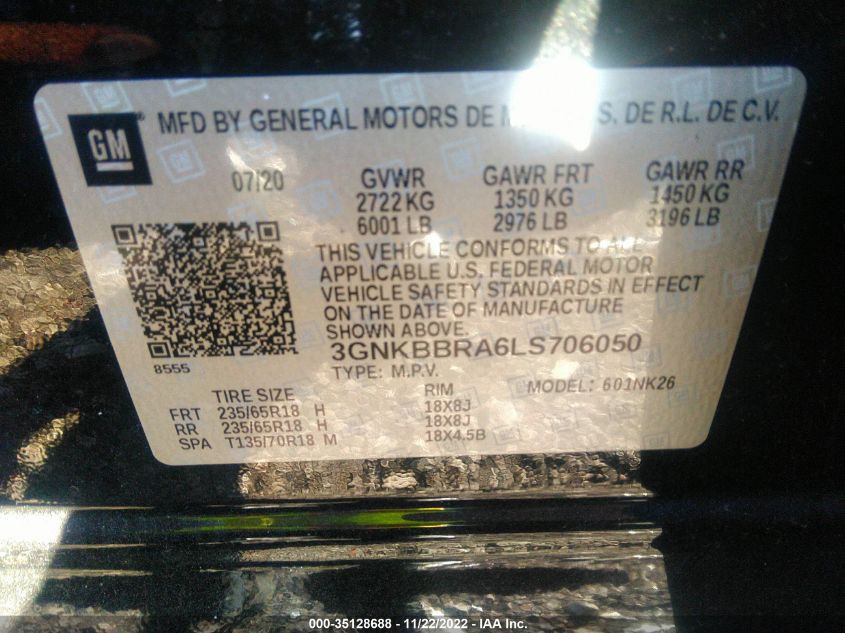 GM
MFD BY GENERAL MOTORS DE M S. DE R.L. DE C.V.
07/20 GVWR GAWR FRT GAWR RR
2722 KG 1350 KG 1450 KG
6001 LB 2976 LB 3196 LB
THIS VEHICLE CONFORMS TO ALL
APPLICABLE U.S. FEDERAL MOTOR
VEHICLE SAFETY STANDARDS IN EFFECT
ON THE DATE OF MANUFACTURE
SHOWN ABOVE.
3GNKBBRA6LS706050
8555 TYPE: M.P.V. MODEL: 601NK26
TIRE SIZE RIM
FRT 235/65R18 H 18X8J
RR 235/65R18 H 18X8J
SPA T135/70R18 M 18X4.5B
000-35128688 - 11/22/2022 - IAA Inc.